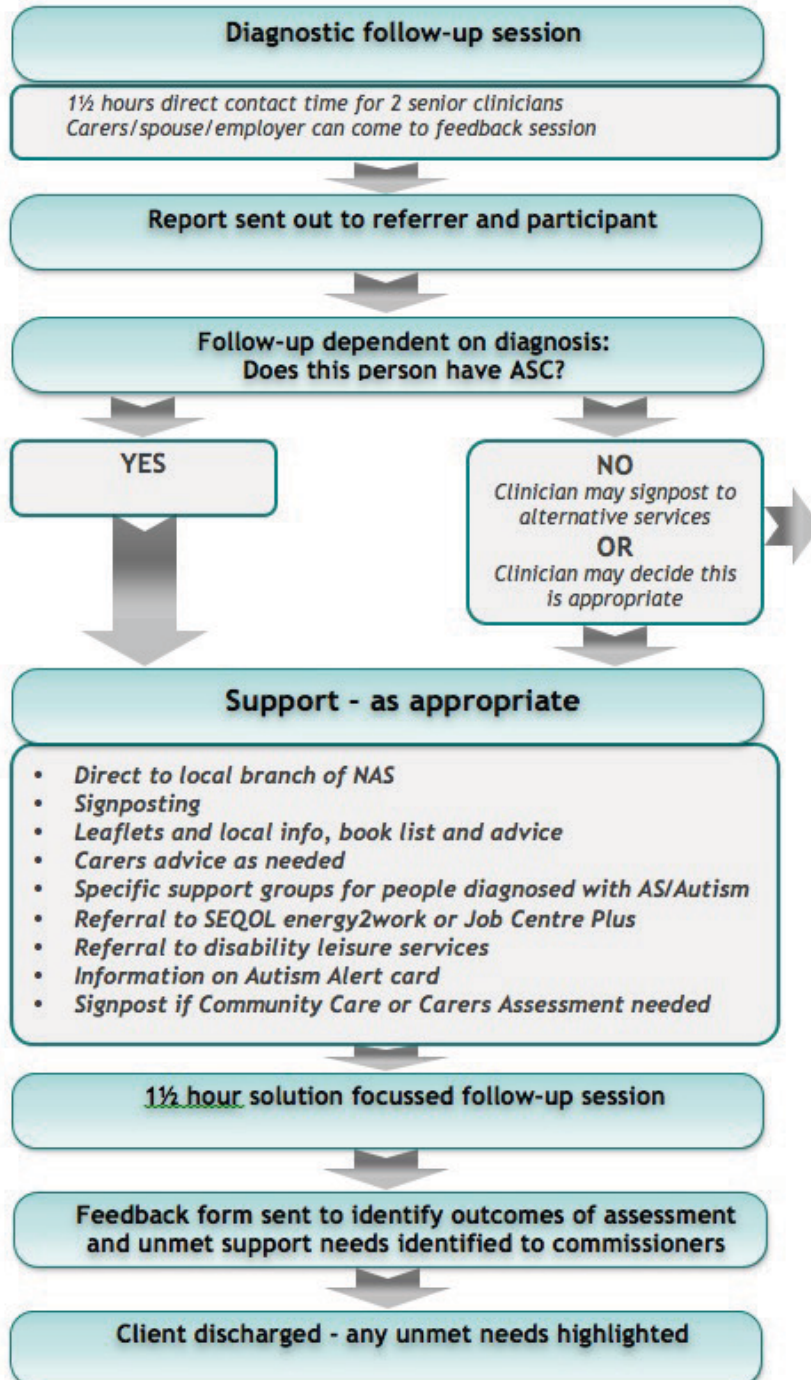 Diagnostic follow-up session
1½ hours direct contact time for 2 senior clinicians
Carers/spouse/employer can come to feedback session
Report sent out to referrer and participant
Follow-up dependent on diagnosis:
Does this person have ASC?
YES
NO
Clinician may signpost to
alternative services
OR
Clinician may decide this
is appropriate
Support - as appropriate
• Direct to local branch of NAS
• Signposting
• Leaflets and local info, book list and advice
• Carers advice as needed
• Specific support groups for people diagnosed with AS/Autism
• Referral to SEQOL energy2work or Job Centre Plus
• Referral to disability leisure services
• Information on Autism Alert card
• Signpost if Community Care or Carers Assessment needed
1½ hour solution focussed follow-up session
Feedback form sent to identify outcomes of assessment
and unmet support needs identified to commissioners
Client discharged - any unmet needs highlighted